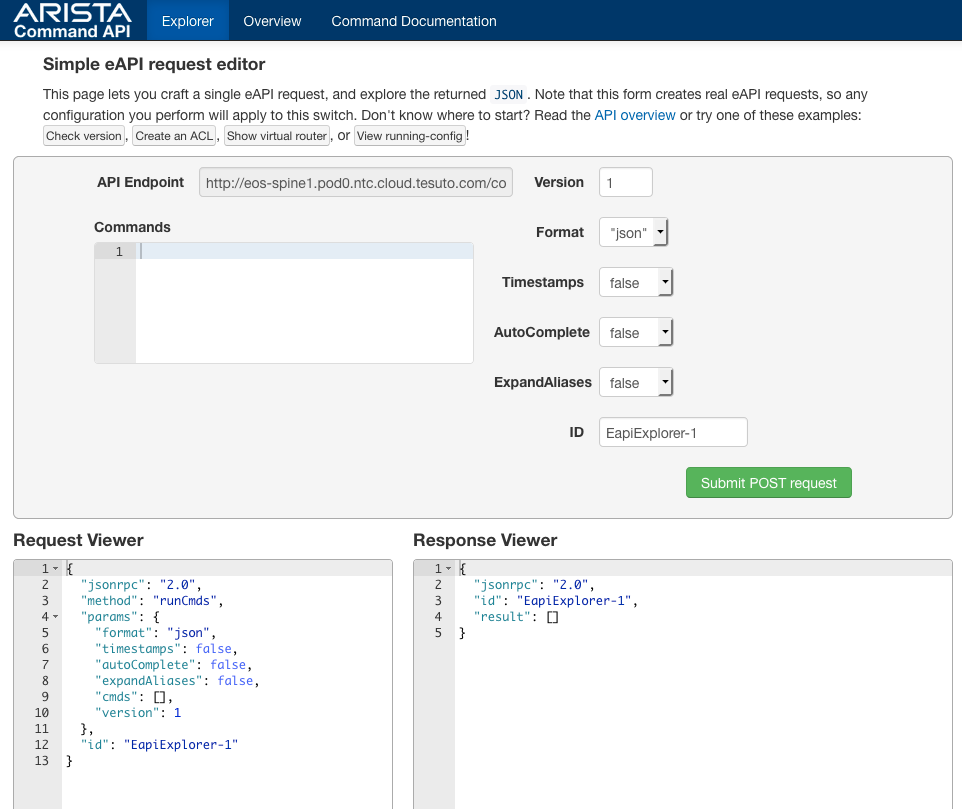 ARISTA
Command API
Explorer
Overview
Command Documentation
Simple eAPI request editor
This page lets you craft a single eAPI request, and explore the returned JSON. Note that this form creates real eAPI requests, so any
configuration you perform will apply to this switch. Don't know where to start? Read the API overview or try one of these examples:
Check version, Create an ACL, Show virtual router, or View running-config!
API Endpoint
http://eos-spine1.pod0.ntc.cloud.tesuto.com/co
Version
1
Commands
1
Format
"json"
Timestamps
false
AutoComplete
false
ExpandAliases
false
ID
EapiExplorer-1
Submit POST request
Request Viewer
1 {
2 "jsonrpc": "2.0",
3 "method": "runCmds",
4 "params": {
5 "format": "json",
6 "timestamps": false,
7 "autoComplete": false,
8 "expandAliases": false,
9 "cmds": [],
10 "version": 1
11 },
12 "id": "EapiExplorer-1"
13 }
Response Viewer
1 {
2 "jsonrpc": "2.0",
3 "id": "EapiExplorer-1",
4 "result": []
5 }